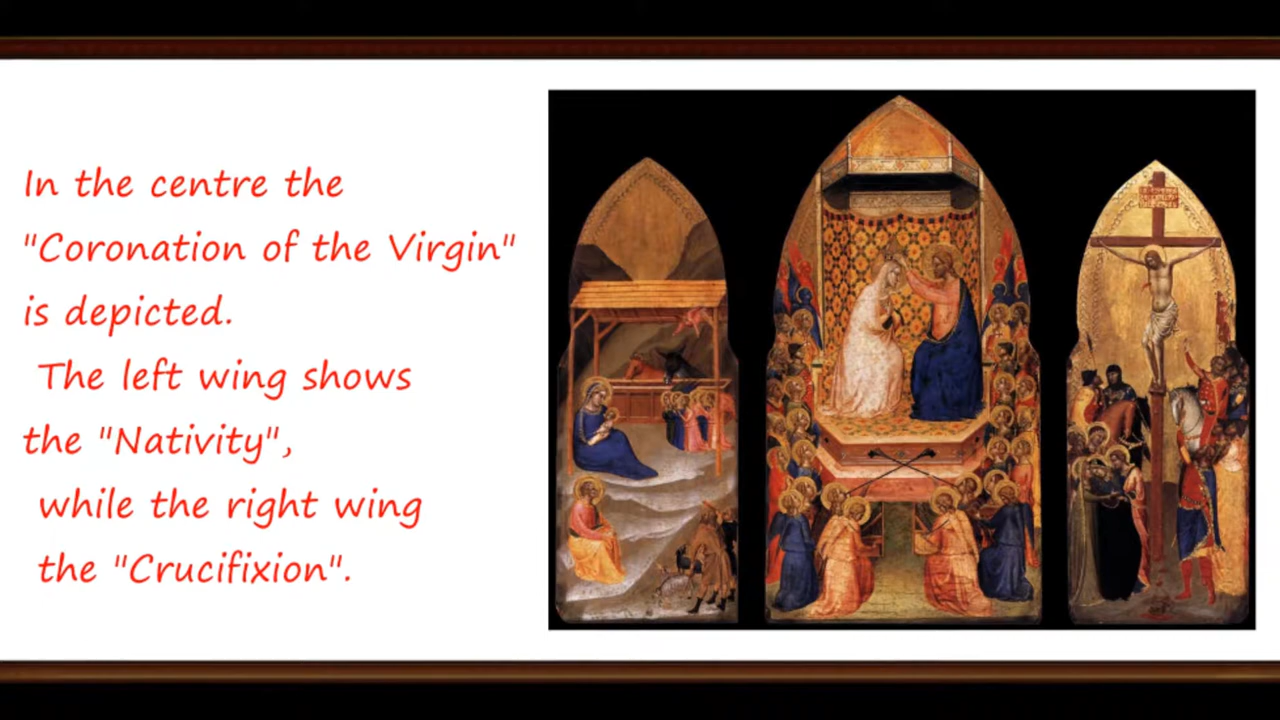 In the centre the
"Coronation of the Virgin"
is depicted.
The left wing shows
the "Nativity",
while the right wing
the "Crucifixion".